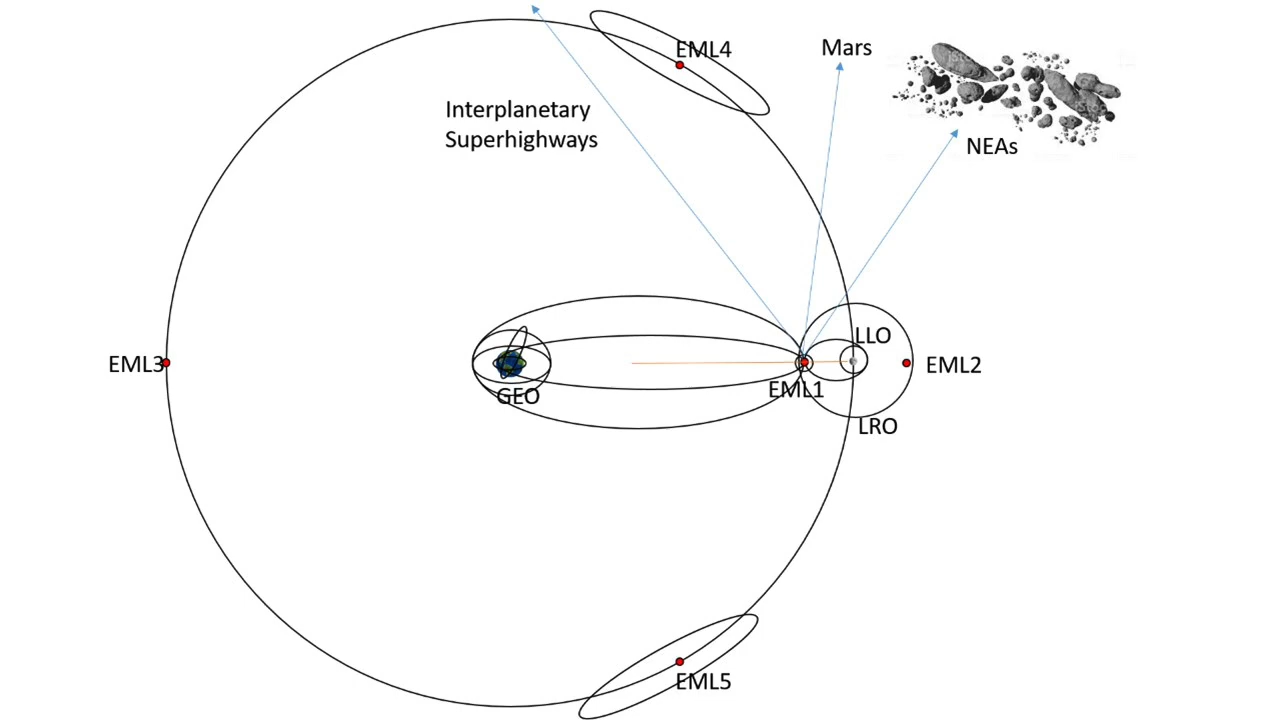 EML4
Mars
Interplanetary
Superhighways
NEAs
LLO
EML3
EML2
EML1
GEO
LRO
EML5